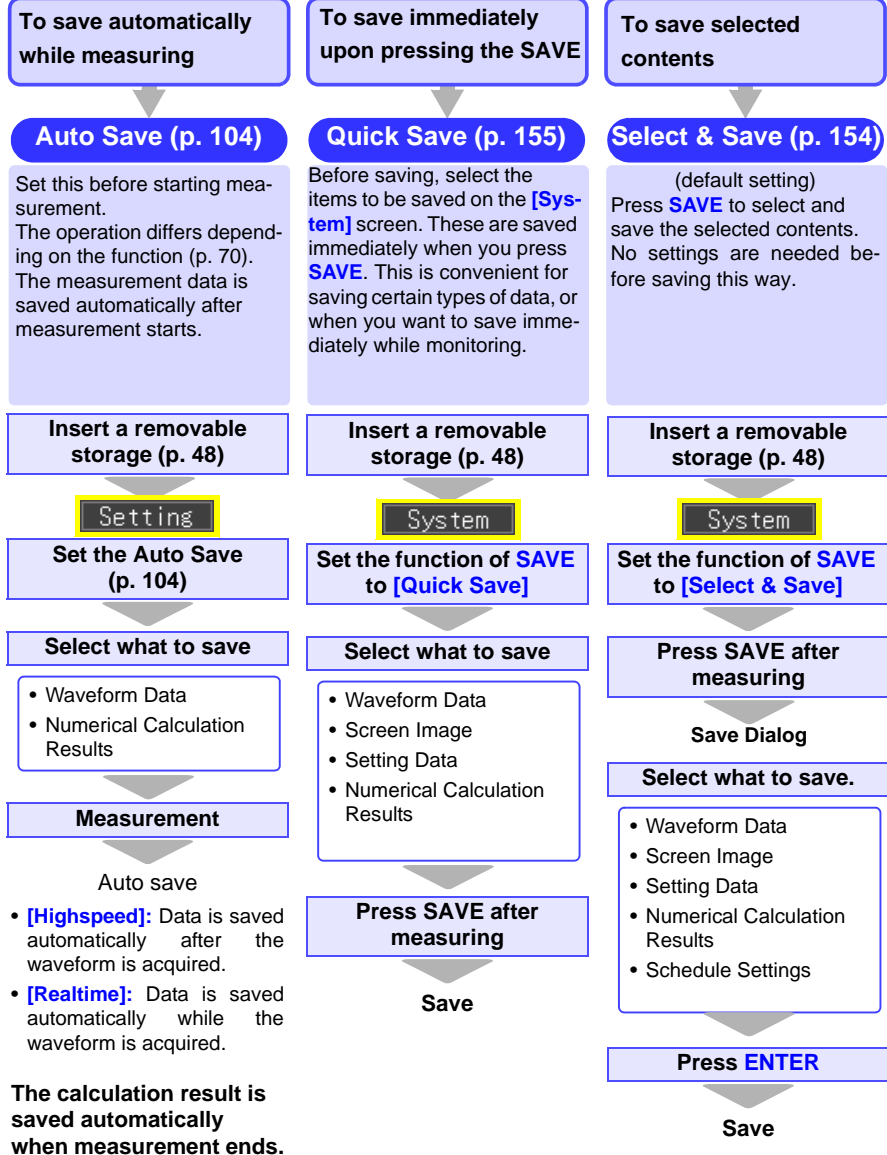 To save automatically
while measuring
Auto Save (p. 104)
Set this before starting mea-
surement.
The operation differs depend-
ing on the function (p. 70).
The measurement data is
saved automatically after
measurement starts.
Insert a removable
storage (p. 48)
Setting
Set the Auto Save
(p. 104)
Select what to save
• Waveform Data
• Numerical Calculation
Results
Measurement
Auto save
• [Highspeed]: Data is saved
automatically after the
waveform is acquired.
• [Realtime]: Data is saved
automatically while the
waveform is acquired.
The calculation result is
saved automatically
when measurement ends.
To save immediately
upon pressing the SAVE
Quick Save (p. 155)
Before saving, select the
items to be saved on the [Sys-
tem] screen. These are saved
immediately when you press
SAVE. This is convenient for
saving certain types of data, or
when you want to save imme-
diately while monitoring.
Insert a removable
storage (p. 48)
System
Set the function of SAVE
to [Quick Save]
Select what to save
• Waveform Data
• Screen Image
• Setting Data
• Numerical Calculation
Results
Press SAVE after
measuring
Save
To save selected
contents
Select & Save (p. 154)
(default setting)
Press SAVE to select and
save the selected contents.
No settings are needed be-
fore saving this way.
Insert a removable
storage (p. 48)
System
Set the function of SAVE
to [Select & Save]
Press SAVE after
measuring
Save Dialog
Select what to save.
• Waveform Data
• Screen Image
• Setting Data
• Numerical Calculation
Results
• Schedule Settings
Press ENTER
Save